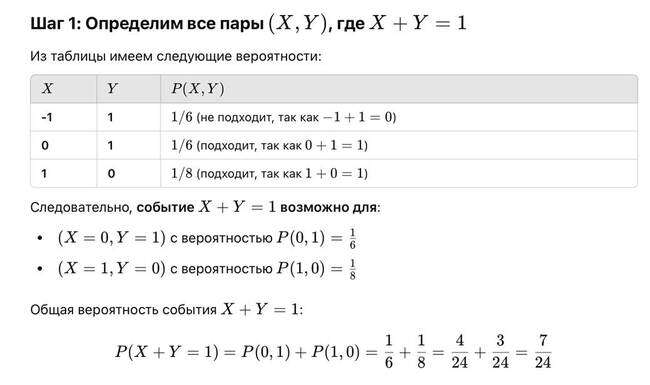 Шаг 1: Определим все пары (X, Y), где X + Y = 1
Из таблицы имеем следующие вероятности:
X Y P(X, Y)
-1 1 1/6 (не подходит, так как −1 + 1 = 0)
0 1 1/6 (подходит, так как 0 + 1 = 1)
1 0 1/8 (подходит, так как 1 + 0 = 1)
Следовательно, событие X + Y = 1 возможно для:
• (X = 0, Y = 1) с вероятностью P(0, 1) = 1/6
• (X = 1, Y = 0) с вероятностью P(1, 0) = 1/8
Общая вероятность события X + Y = 1:
P(X + Y = 1) = P(0, 1) + P(1, 0) = 1/6 + 1/8 = 4/24 + 3/24 = 7/24